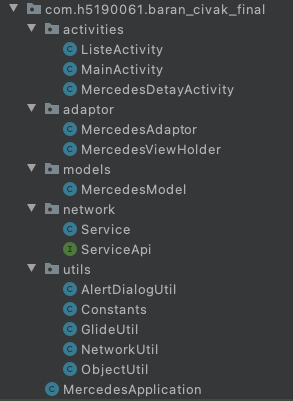 com.h5190061.baran_civak_final
activities
ListeActivity
MainActivity
MercedesDetayActivity
adaptor
MercedesAdaptor
MercedesViewHolder
models
MercedesModel
network
Service
ServiceApi
utils
AlertDialogUtil
Constants
GlideUtil
NetworkUtil
ObjectUtil
MercedesApplication